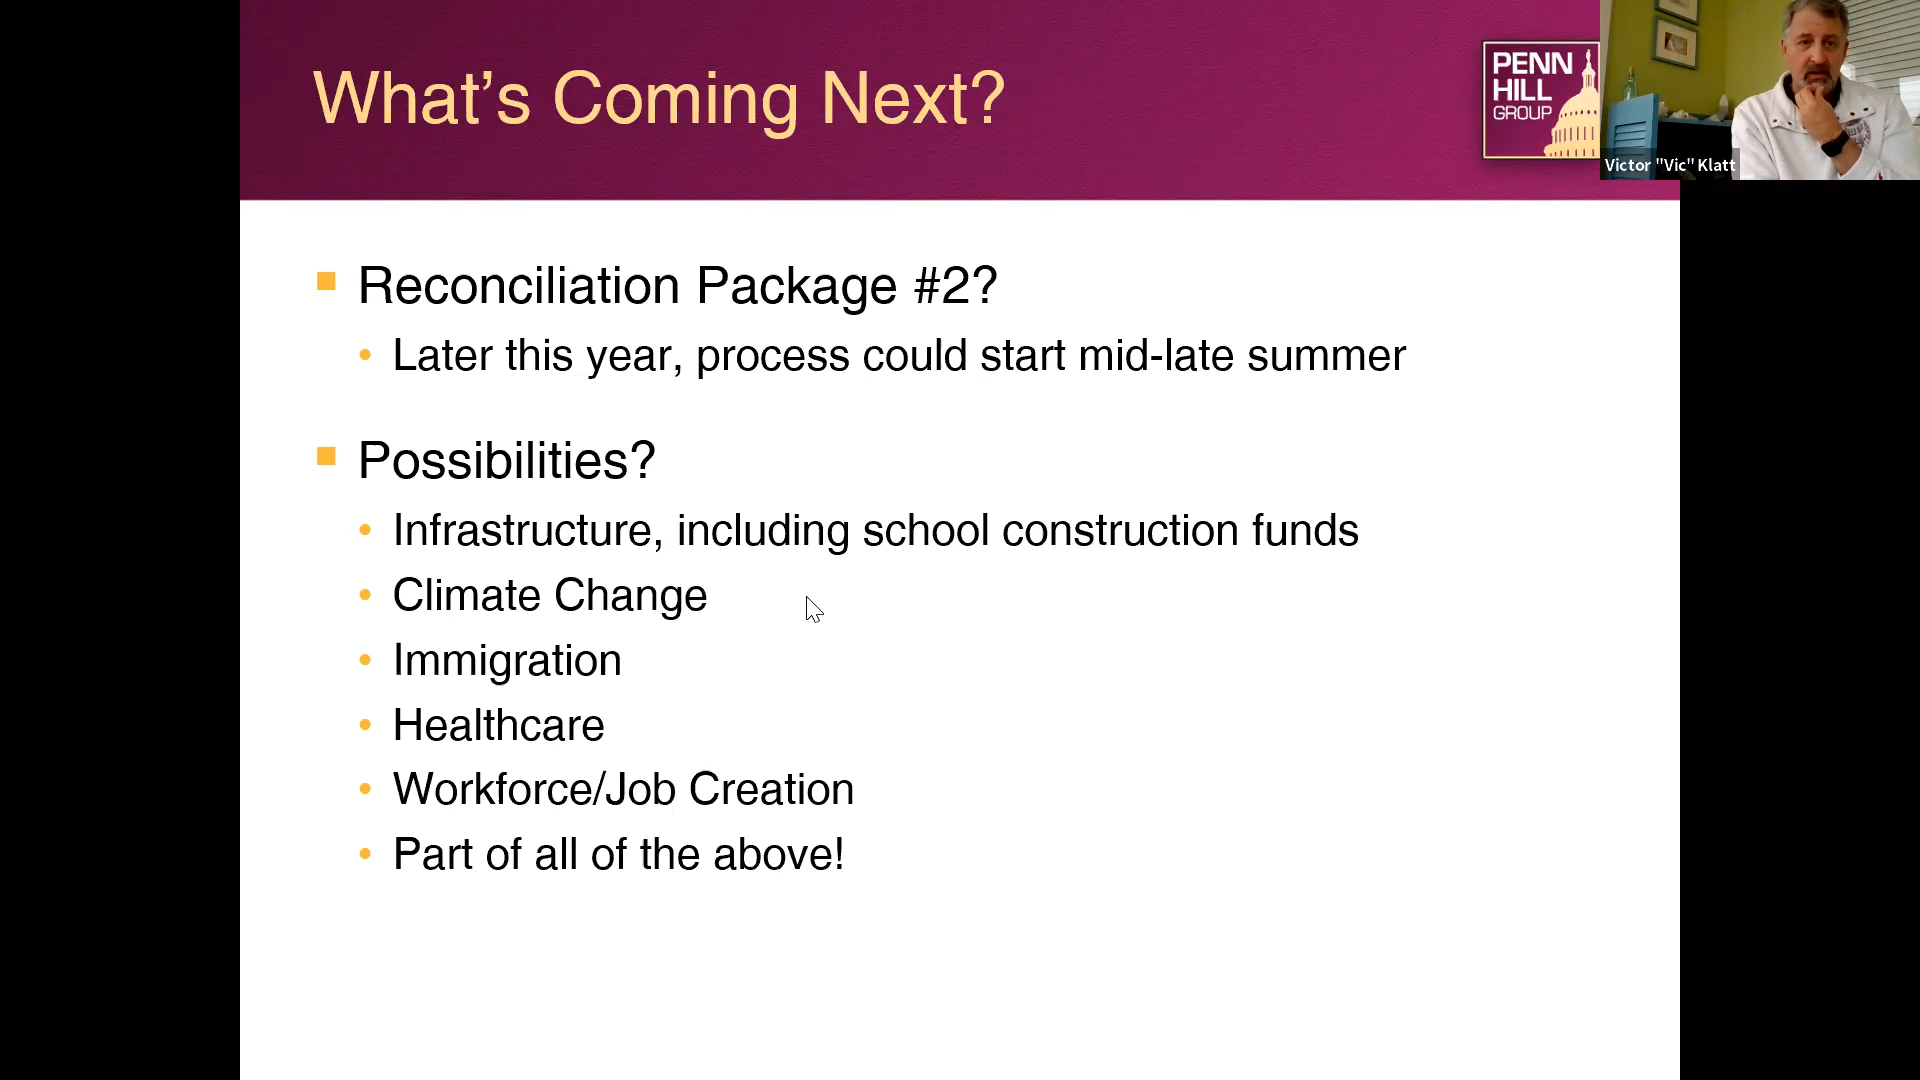 What’s Coming Next?
PENN
HILL
GROUP
Victor "Vic" Klatt
Reconciliation Package #2?
Later this year, process could start mid-late summer
Possibilities?
Infrastructure, including school construction funds
Climate Change
Immigration
Healthcare
Workforce/Job Creation
Part of all of the above!